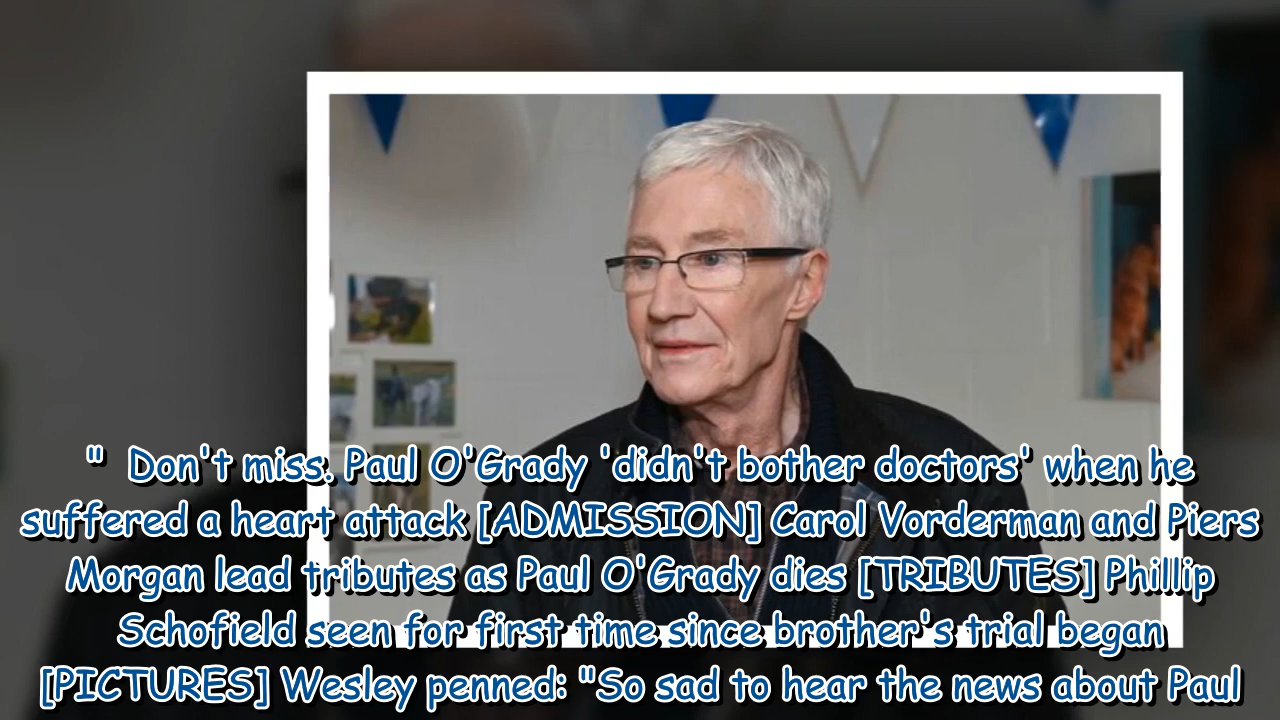 "  Don't miss. Paul O'Grady 'didn't bother doctors' when he
suffered a heart attack [ADMISSION] Carol Vorderman and Piers
Morgan lead tributes as Paul O'Grady dies [TRIBUTES] Phillip
Schofield seen for first time since brother's trial began
[PICTURES] Wesley penned: "So sad to hear the news about Paul